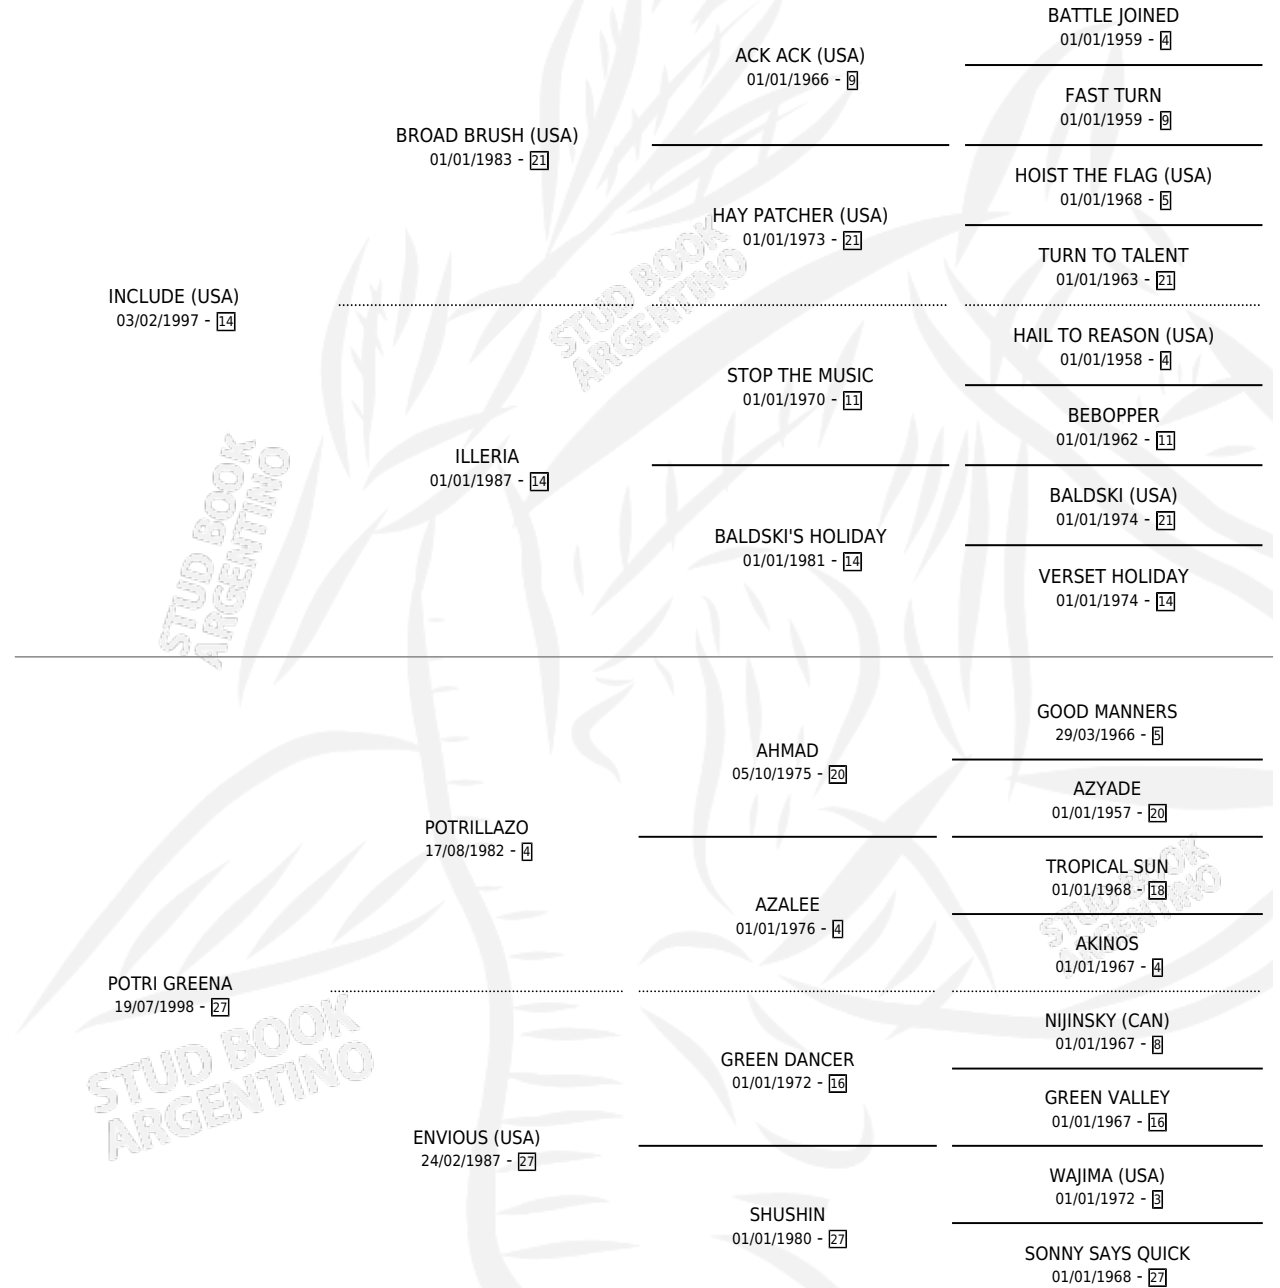 BATTLE JOINED
01/01/1959 - 4
ACK ACK (USA)
01/01/1966 - 9
FAST TURN
01/01/1959 - 9
BROAD BRUSH (USA)
01/01/1983 - 21
HOIST THE FLAG (USA)
01/01/1968 - 5
HAY PATCHER (USA)
01/01/1973 - 21
TURN TO TALENT
01/01/1963 - 21
INCLUDE (USA)
03/02/1997 - 14
HAIL TO REASON (USA)
01/01/1958 - 4
STOP THE MUSIC
01/01/1970 - 11
BEBOPPER
01/01/1962 - 11
ILLERIA
01/01/1987 - 14
BALDSKI (USA)
01/01/1974 - 21
BALDSKI'S HOLIDAY
01/01/1981 - 14
VERSET HOLIDAY
01/01/1974 - 14
GOOD MANNERS
29/03/1966 - 5
AHMAD
05/10/1975 - 20
AZYADE
01/01/1957 - 20
POTRILLAZO
17/08/1982 - 4
TROPICAL SUN
01/01/1968 - 18
AZALEE
01/01/1976 - 4
AKINOS
01/01/1967 - 4
POTRI GREENA
19/07/1998 - 27
NIJINSKY (CAN)
01/01/1967 - 8
GREEN DANCER
01/01/1972 - 16
GREEN VALLEY
01/01/1967 - 16
ENVIOUS (USA)
24/02/1987 - 27
WAJIMA (USA)
01/01/1972 - 3
SHUSHIN
01/01/1980 - 27
SONNY SAYS QUICK
01/01/1968 - 27
STUD BOOK
ARGENTINO
STUD BOOK
ARGENTINO
STUD BOOK
ARGENTINO
STUD BOOK
ARGENTINO